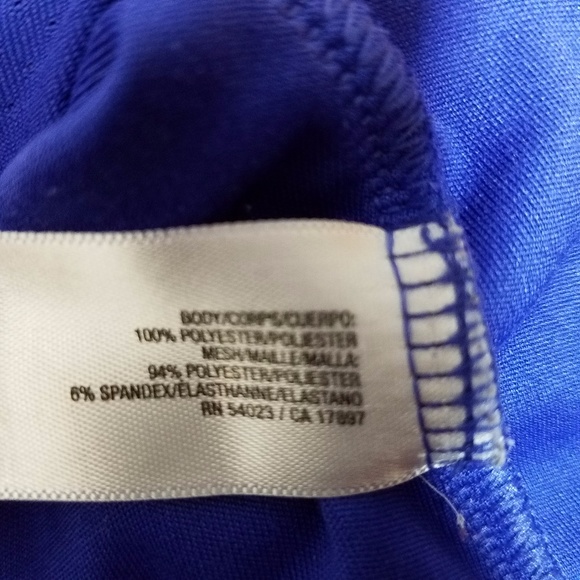 BODY/CORPS/CUERPO:
100% POLYESTER/POLIESTER
MESH/MAILLE/MALLA:
94% POLYESTER/POLIESTER
6% SPANDEX/ÉLASTHANNE/ELASTANO
RN 54023 / CA 17897